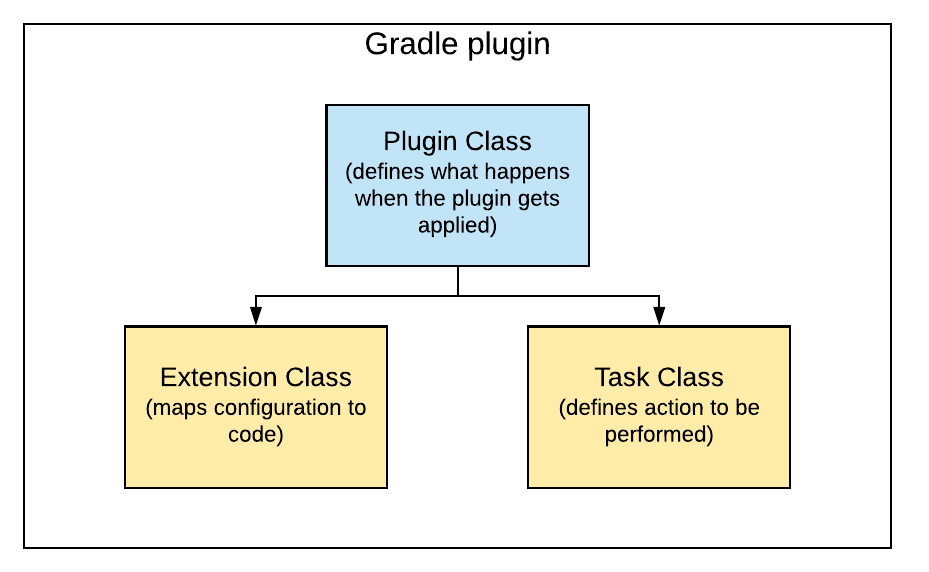 Gradle plugin
Plugin Class
(defines what happens
when the plugin gets
applied)
Extension Class
(maps configuration to
code)
Task Class
(defines action to be
performed)